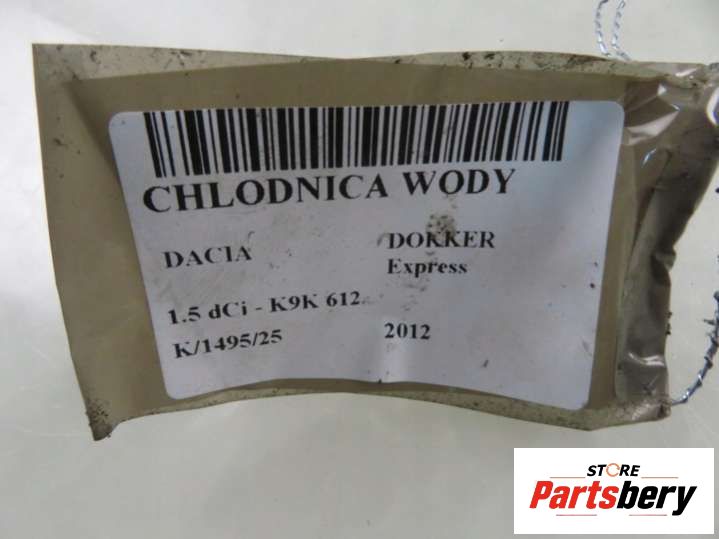 CHLODNICA WODY
DACIA DOKKER
Express
1.5 dCi - K9K 612
K/1495/25 2012
STORE
Partsbery